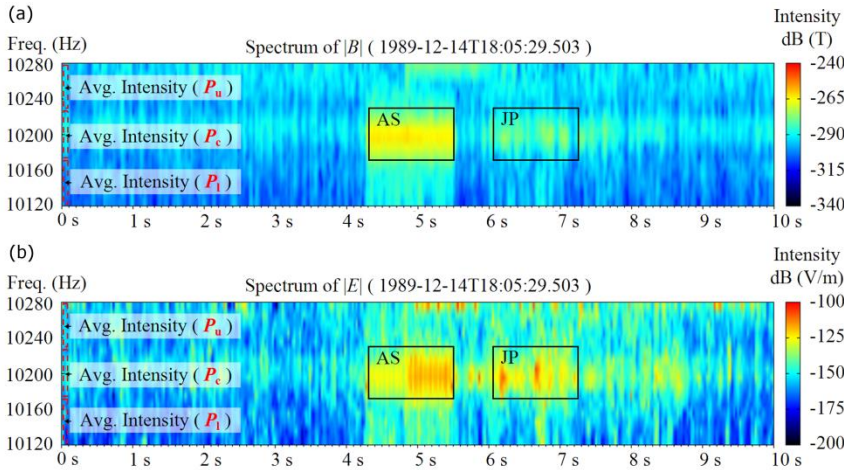 (a)
Intensity
dB (T)
Freq. (Hz)
Spectrum of |B| ( 1989-12-14T18:05:29.503 )
10280
10240
10200
10160
10120
Avg. Intensity ( Pu )
Avg. Intensity ( Pc )
Avg. Intensity ( Pl )
AS
JP
-240
-260
-290
-310
-340
0 s
1 s
2 s
3 s
4 s
5 s
6 s
7 s
8 s
9 s
10 s
(b)
Intensity
dB (V/m)
Freq. (Hz)
Spectrum of |E| ( 1989-12-14T18:05:29.503 )
10280
10240
10200
10160
10120
Avg. Intensity ( Pu )
Avg. Intensity ( Pc )
Avg. Intensity ( Pl )
AS
JP
-100
-130
-150
-180
-200
0 s
1 s
2 s
3 s
4 s
5 s
6 s
7 s
8 s
9 s
10 s